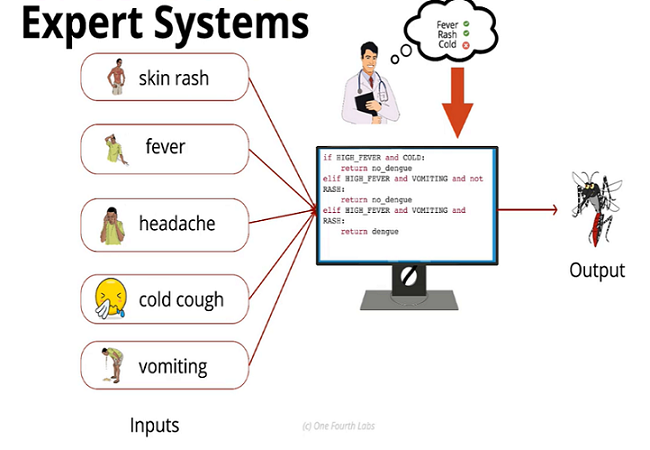 Expert Systems
Fever
Rash
Cold
skin rash
fever
headache
cold cough
vomiting
Inputs
if HIGH_FEVER and COLD:
    return no_dengue
elif HIGH_FEVER and VOMITING and not
RASH:
    return no_dengue
elif HIGH_FEVER and VOMITING and
RASH:
    return dengue
Output
(c) One Fourth Labs